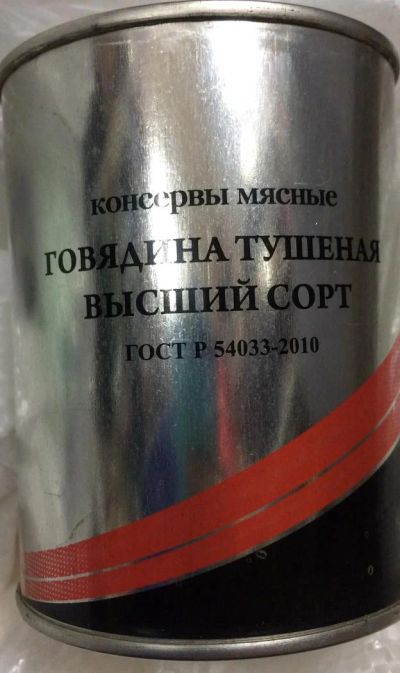 консервы мясные
ГОВЯДИНА ТУШЕНАЯ
ВЫСШИЙ СОРТ
ГОСТ Р 54033-2010